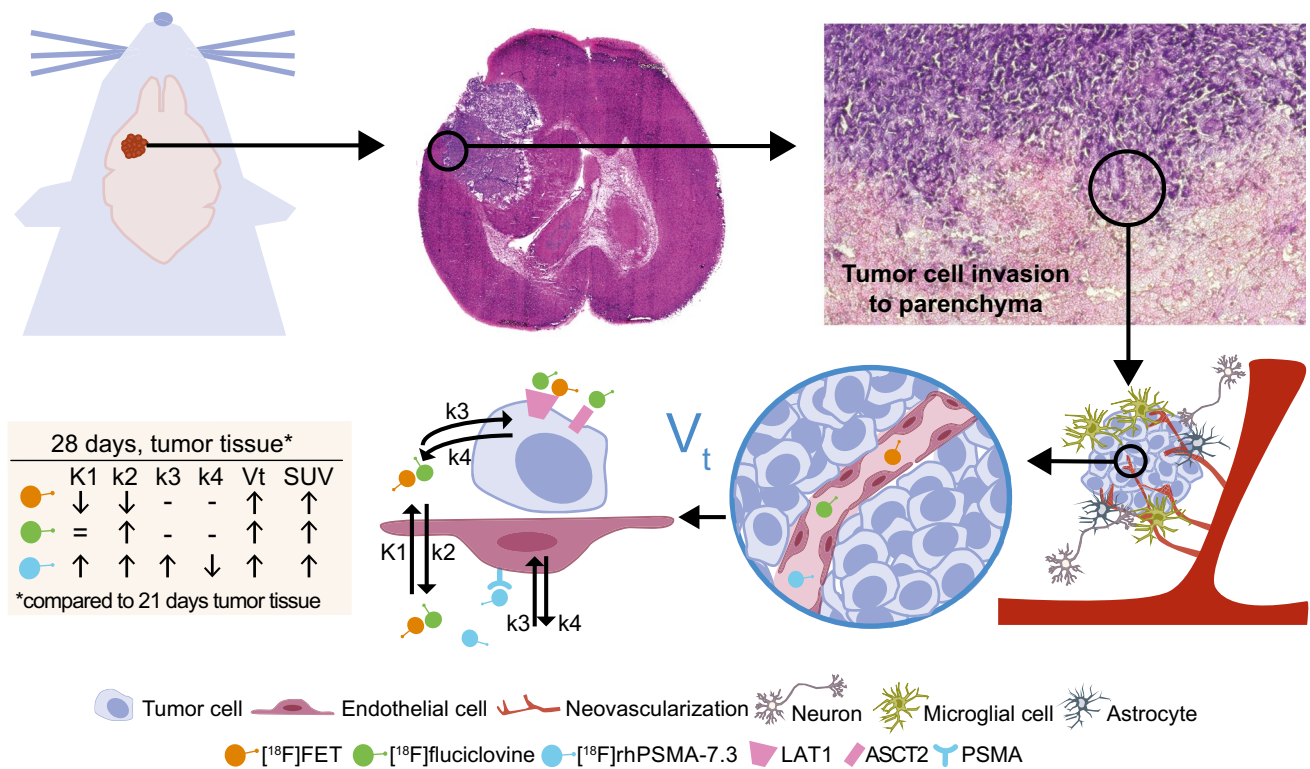 Tumor cell invasion
to parenchyma
28 days, tumor tissue*
K1 k2 k3 k4 Vt SUV
↓ ↓ - - ↑ ↑
= ↑ - - ↑ ↑
↑ ↑ ↑ ↓ ↑ ↑
*compared to 21 days tumor tissue
k3
k4
K1
k2
k3
k4
Vt
Tumor cell
Endothelial cell
Neovascularization
Neuron
Microglial cell
Astrocyte
[¹⁸F]FET
[¹⁸F]fluciclovine
[¹⁸F]rhPSMA-7.3
LAT1
ASCT2
PSMA